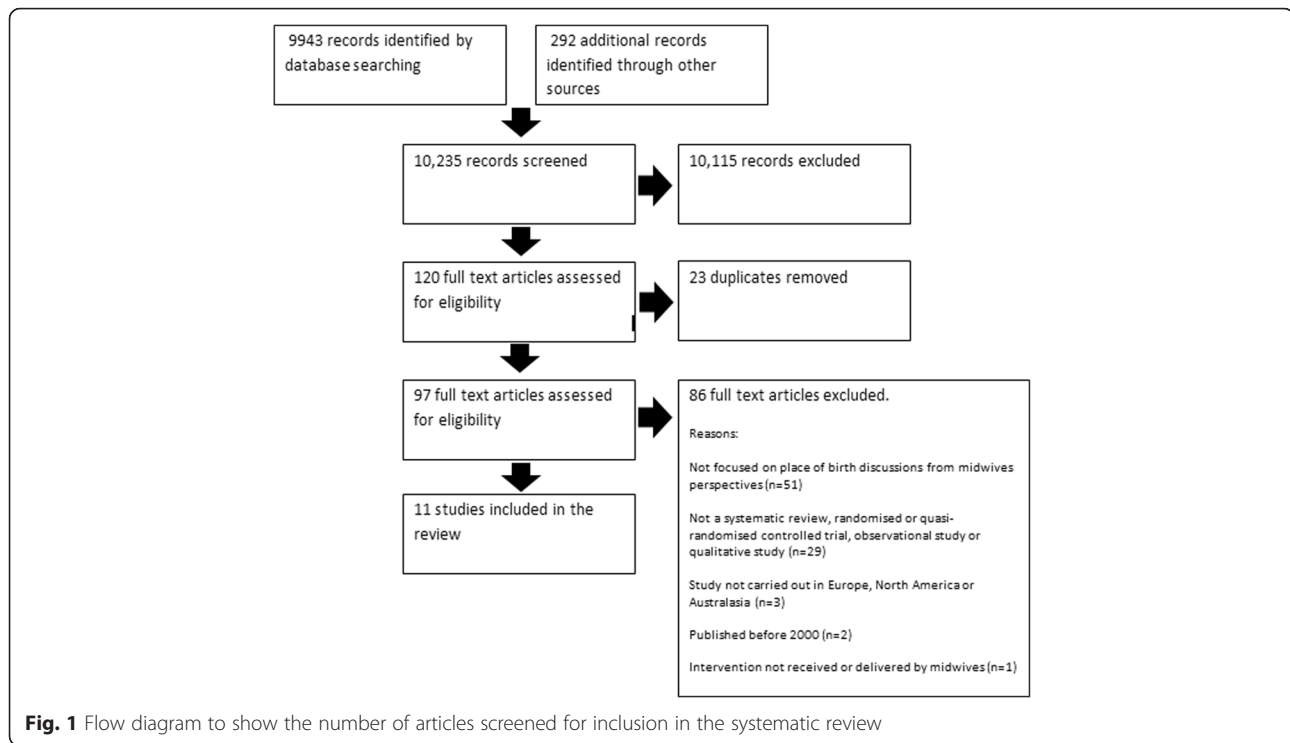 9943 records identified by
database searching
292 additional records
identified through other
sources
10,235 records screened
10,115 records excluded
120 full text articles assessed
for eligibility
23 duplicates removed
97 full text articles assessed
for eligibility
86 full text articles excluded.
Reasons:
Not focused on place of birth discussions from midwives
perspectives (n=51)
Not a systematic review, randomised or quasi-
randomised controlled trial, observational study or
qualitative study (n=29)
Study not carried out in Europe, North America or
Australasia (n=3)
Published before 2000 (n=2)
Intervention not received or delivered by midwives (n=1)
11 studies included in the
review
Fig. 1 Flow diagram to show the number of articles screened for inclusion in the systematic review